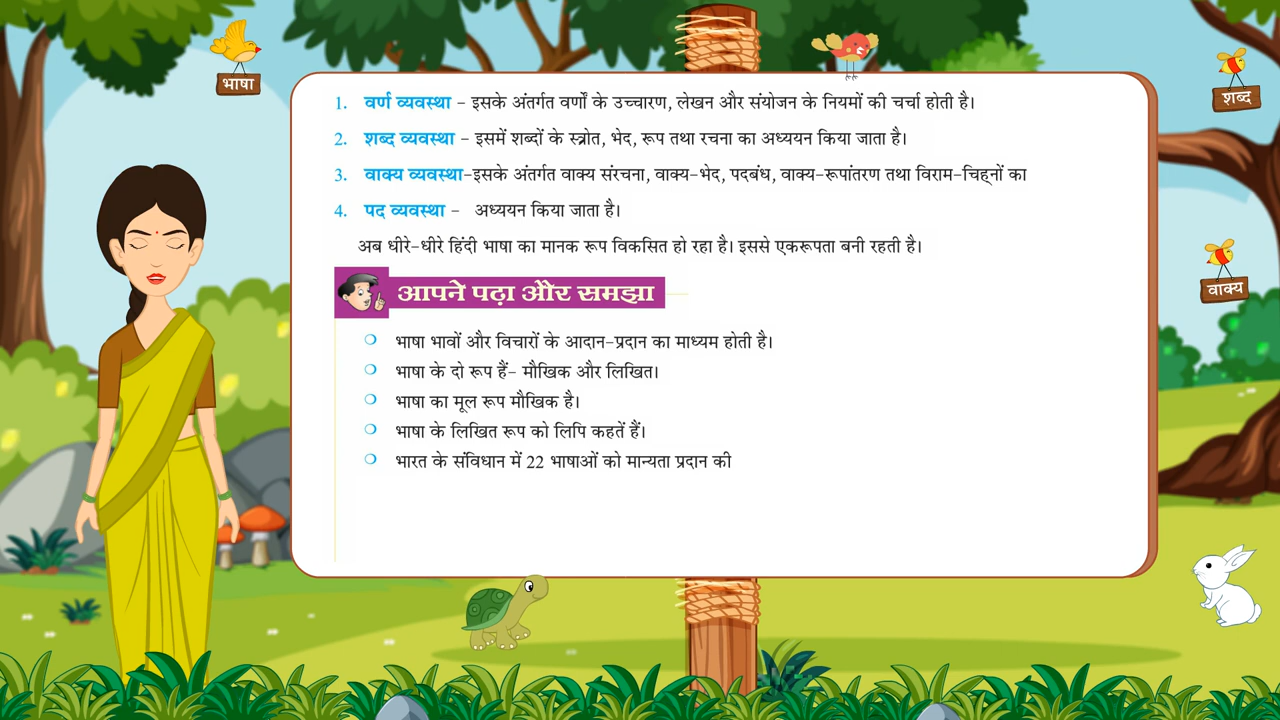 भाषा
शब्द
वाक्य
1. वर्ण व्यवस्था – इसके अंतर्गत वर्णों के उच्चारण, लेखन और संयोजन के नियमों की चर्चा होती है।
2. शब्द व्यवस्था – इसमें शब्दों के स्त्रोत, भेद, रूप तथा रचना का अध्ययन किया जाता है।
3. वाक्य व्यवस्था–इसके अंतर्गत वाक्य संरचना, वाक्य–भेद, पदबंध, वाक्य–रूपांतरण तथा विराम–चिह्नों का
4. पद व्यवस्था – अध्ययन किया जाता है।
अब धीरे–धीरे हिंदी भाषा का मानक रूप विकसित हो रहा है। इससे एकरूपता बनी रहती है।
आपने पढ़ा और समझा
❍ भाषा भावों और विचारों के आदान–प्रदान का माध्यम होती है।
❍ भाषा के दो रूप हैं– मौखिक और लिखित।
❍ भाषा का मूल रूप मौखिक है।
❍ भाषा के लिखित रूप को लिपि कहतें हैं।
❍ भारत के संविधान में 22 भाषाओं को मान्यता प्रदान की